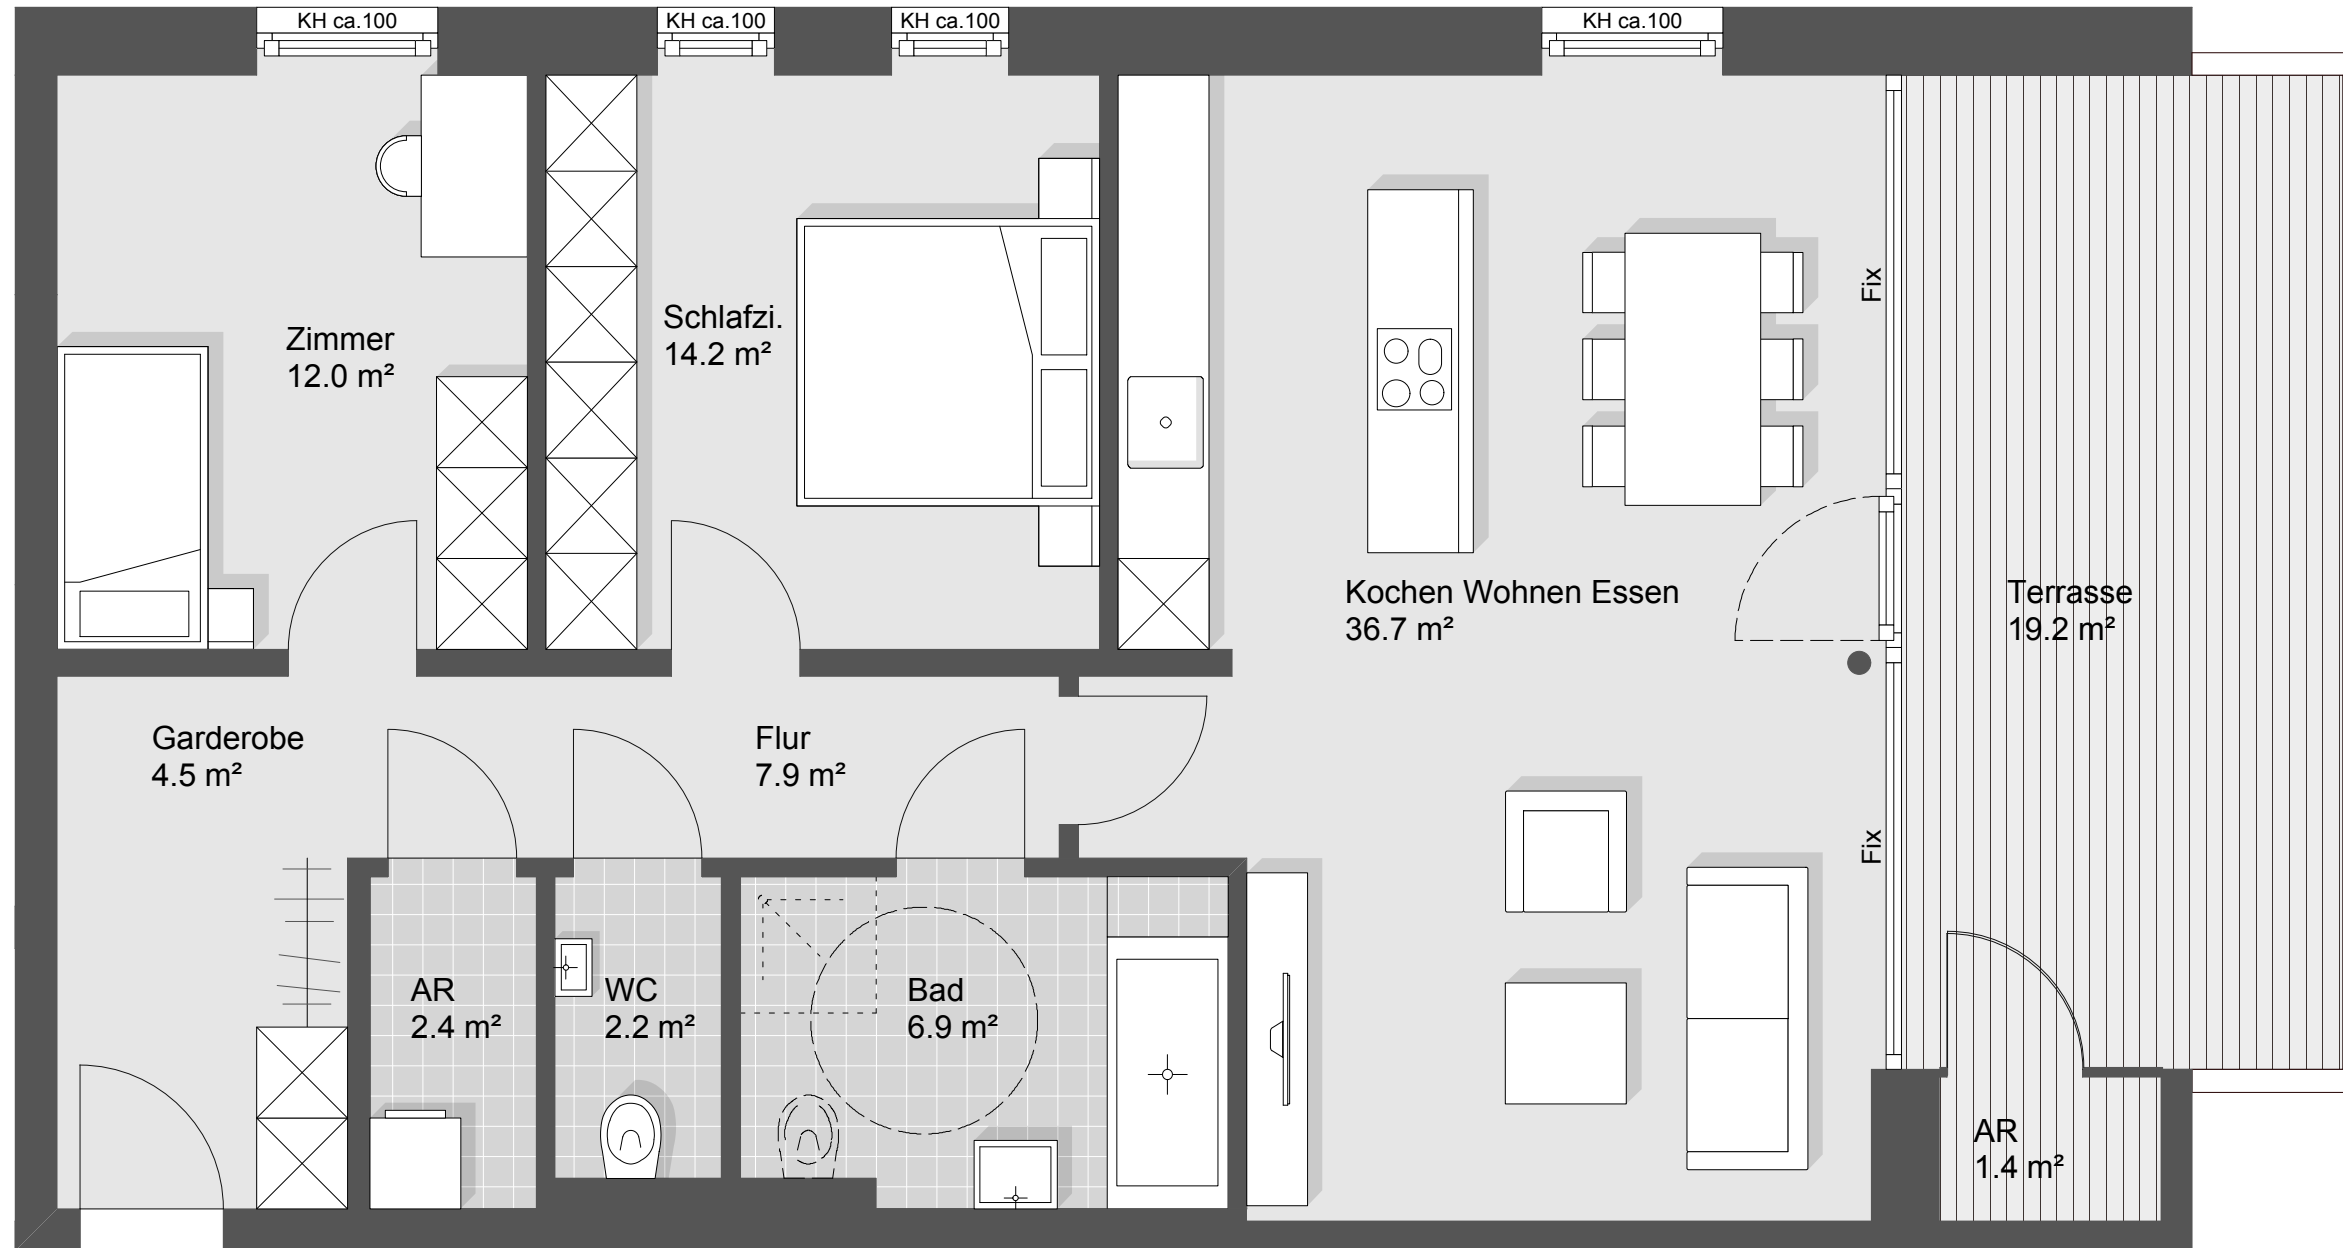 KH ca.100
KH ca.100
KH ca.100
KH ca.100
Zimmer
12.0 m²
Schlafzi.
14.2 m²
Fix
Kochen Wohnen Essen
36.7 m²
Terrasse
19.2 m²
Garderobe
4.5 m²
Flur
7.9 m²
Fix
AR
2.4 m²
WC
2.2 m²
Bad
6.9 m²
AR
1.4 m²